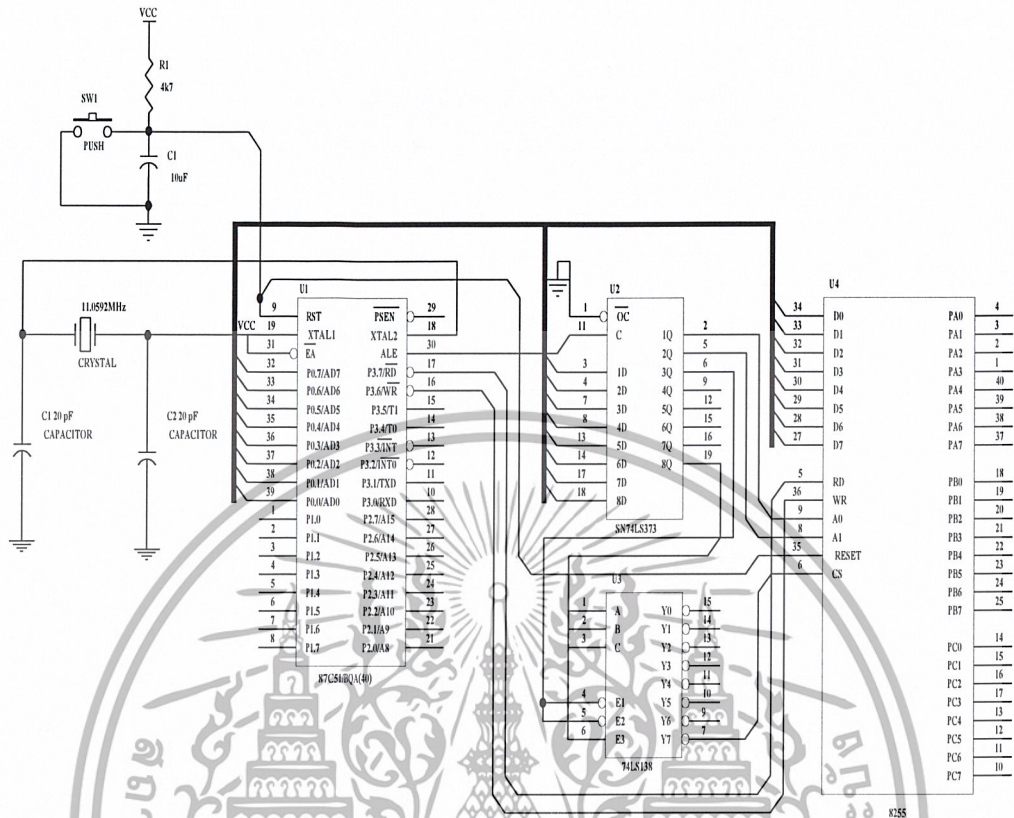 VCC
R1
4k7
SW1
PUSH
C1
10uF
11.0592MHz
CRYSTAL
C1 20 pF
CAPACITOR
C2 20 pF
CAPACITOR
VCC
U1
9 RST PSEN 29
19 XTAL1 XTAL2 18
31 EA ALE 30
32 P0.7/AD7 P3.7/RD 17
33 P0.6/AD6 P3.6/WR 16
34 P0.5/AD5 P3.5/T1 15
35 P0.4/AD4 P3.4/T0 14
36 P0.3/AD3 P3.3/INT 13
37 P0.2/AD2 P3.2/INT0 12
38 P0.1/AD1 P3.1/TXD 11
39 P0.0/AD0 P3.0/RXD 10
1 P1.0 P2.7/A15 28
2 P1.1 P2.6/A14 27
3 P1.2 P2.5/A13 26
4 P1.3 P2.4/A12 25
5 P1.4 P2.3/A11 24
6 P1.5 P2.2/A10 23
7 P1.6 P2.1/A9 22
8 P1.7 P2.0/A8 21
87C51/BQA(40)
U2
1 OC
11 C 1Q 2
2Q 5
3 1D 3Q 6
4 2D 4Q 9
7 3D 5Q 12
8 4D 6Q 15
13 5D 7Q 16
14 6D 8Q 19
17 7D
18 8D
SN74LS373
U3
1 A Y0 15
2 B Y1 14
3 C Y2 13
Y3 12
Y4 11
4 E1 Y5 10
5 E2 Y6 9
6 E3 Y7 7
74LS138
U4
34 D0 PA0 4
33 D1 PA1 3
32 D2 PA2 2
31 D3 PA3 1
30 D4 PA4 40
29 D5 PA5 39
28 D6 PA6 38
27 D7 PA7 37
5 RD PB0 18
36 WR PB1 19
9 A0 PB2 20
8 A1 PB3 21
35 RESET PB4 22
6 CS PB5 23
PB6 24
PB7 25
PC0 14
PC1 15
PC2 16
PC3 17
PC4 13
PC5 12
PC6 11
PC7 10
8255